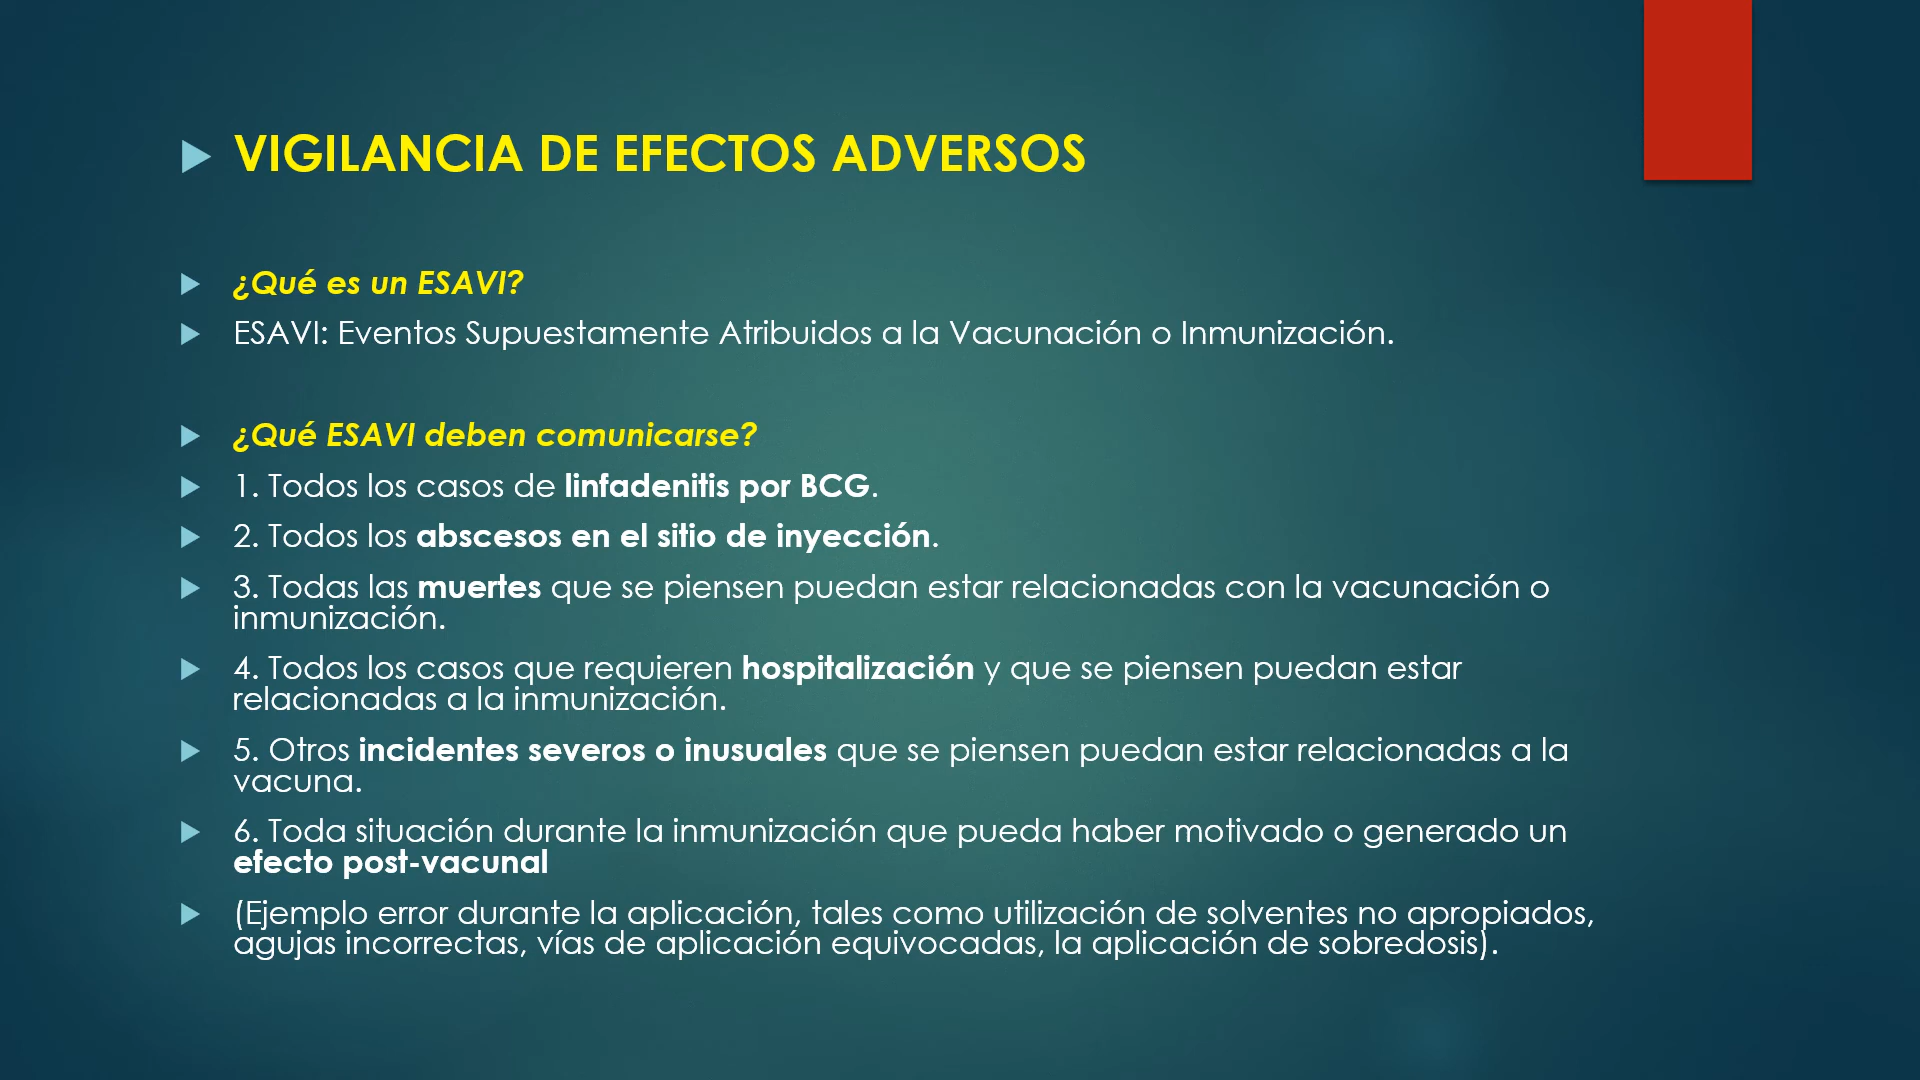 VIGILANCIA DE EFECTOS ADVERSOS
¿Qué es un ESAVI?
ESAVI: Eventos Supuestamente Atribuidos a la Vacunación o Inmunización.
¿Qué ESAVI deben comunicarse?
1. Todos los casos de linfadenitis por BCG.
2. Todos los abscesos en el sitio de inyección.
3. Todas las muertes que se piensen puedan estar relacionadas con la vacunación o
inmunización.
4. Todos los casos que requieren hospitalización y que se piensen puedan estar
relacionadas a la inmunización.
5. Otros incidentes severos o inusuales que se piensen puedan estar relacionadas a la
vacuna.
6. Toda situación durante la inmunización que pueda haber motivado o generado un
efecto post-vacunal
(Ejemplo error durante la aplicación, tales como utilización de solventes no apropiados,
agujas incorrectas, vías de aplicación equivocadas, la aplicación de sobredosis).